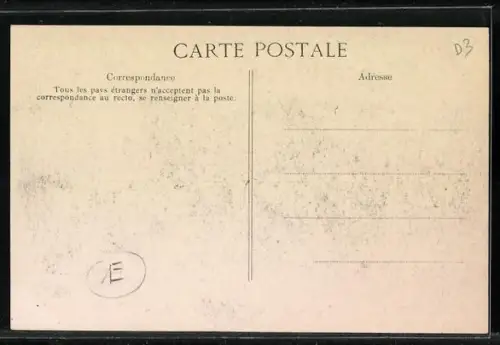 CARTE POSTALE
D3
Correspondance
Tous les pays étrangers n'acceptent pas la
correspondance au recto, se renseigner à la poste.
Adresse
Æ